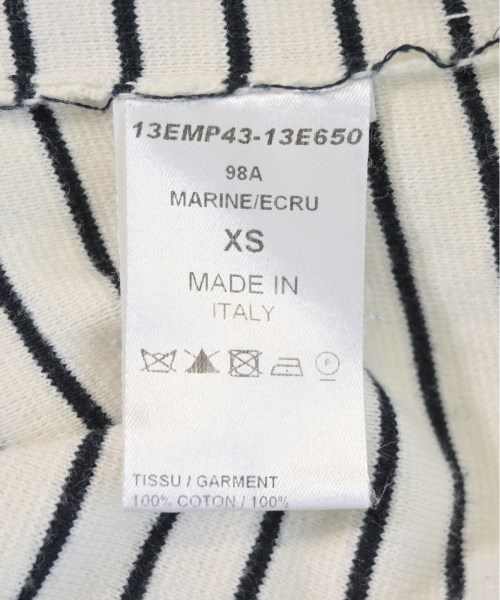 13EMP43-13E650
98A
MARINE/ECRU
XS
MADE IN
ITALY
P
TISSU / GARMENT
100% COTON / 100%